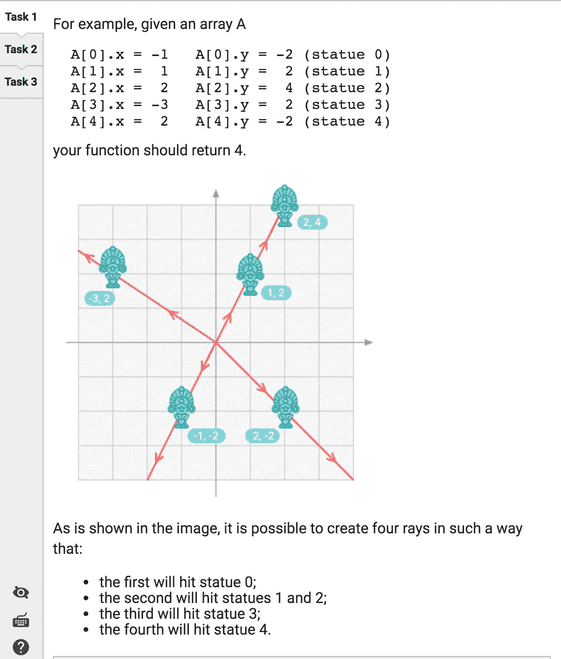 Task 1
Task 2
Task 3
For example, given an array A
A[0].x = -1   A[0].y = -2 (statue 0)
A[1].x =  1   A[1].y =  2 (statue 1)
A[2].x =  2   A[2].y =  4 (statue 2)
A[3].x = -3   A[3].y =  2 (statue 3)
A[4].x =  2   A[4].y = -2 (statue 4)
your function should return 4.
2, 4
1, 2
-3, 2
-1, -2
2, -2
As is shown in the image, it is possible to create four rays in such a way
that:
• the first will hit statue 0;
• the second will hit statues 1 and 2;
• the third will hit statue 3;
• the fourth will hit statue 4.
?